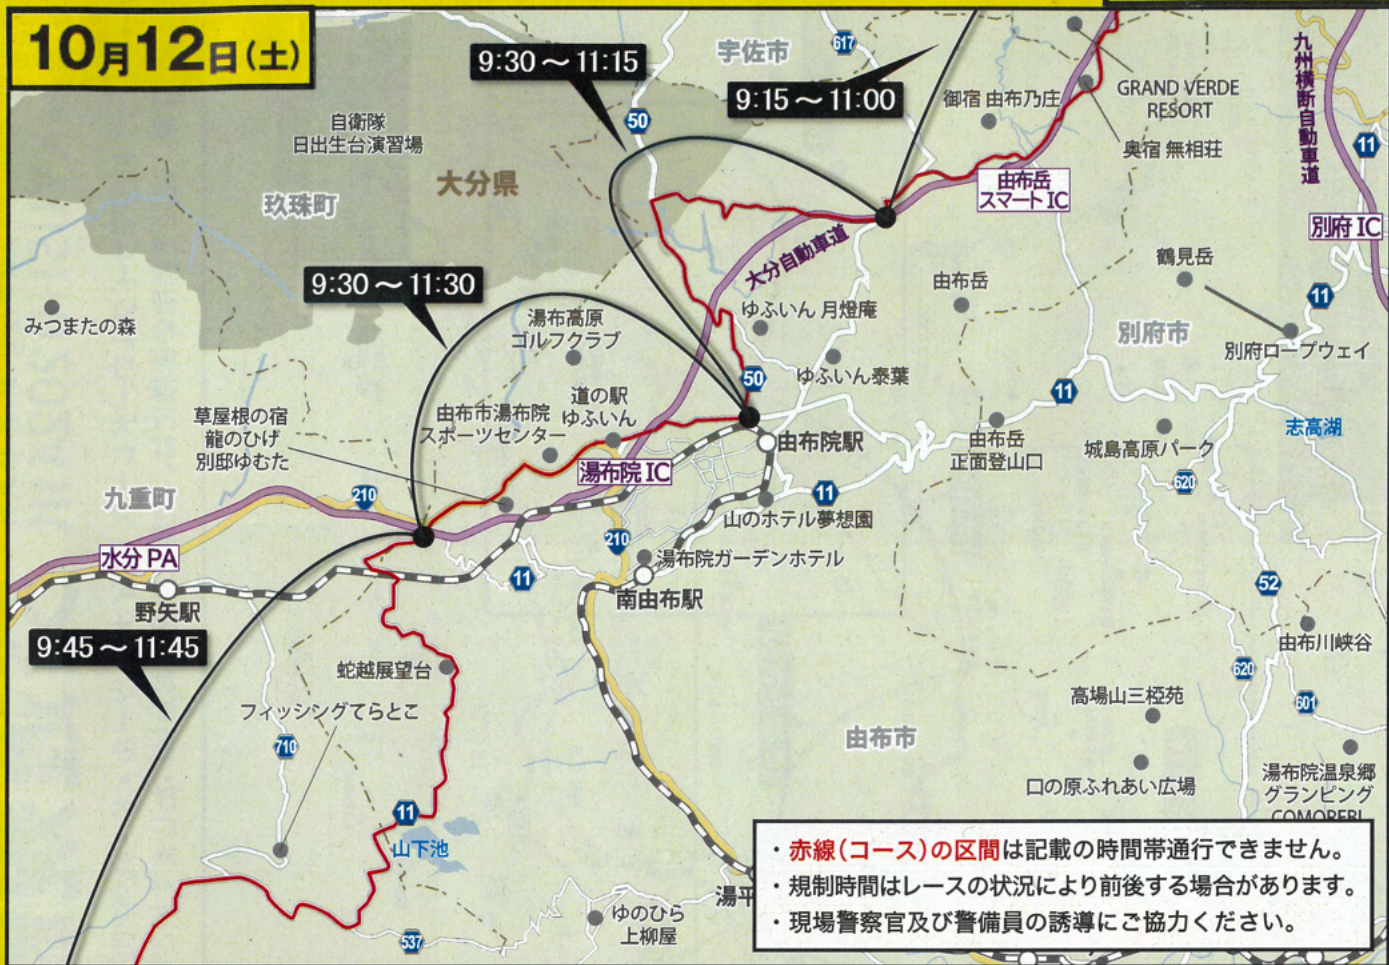 10月12日(土)
9:30～11:15
宇佐市
617
9:15～11:00
GRAND VERDE
RESORT
御宿 由布乃庄
奥宿 無相荘
九州横断自動車道
11
50
自衛隊
日出生台演習場
大分県
玖珠町
由布岳
スマートIC
別府 IC
大分自動車道
鶴見岳
11
9:30～11:30
みつまたの森
湯布高原
ゴルフクラブ
ゆふいん 月燈庵
由布岳
別府市
別府ロープウェイ
50
ゆふいん泰葉
11
草屋根の宿
龍のひげ
別邸ゆむた
由布市湯布院
スポーツセンター
道の駅
ゆふいん
由布院駅
由布岳
正面登山口
城島高原パーク
志高湖
湯布院 IC
620
九重町
210
11
山のホテル夢想園
水分 PA
210
湯布院ガーデンホテル
11
南由布駅
52
野矢駅
9:45～11:45
由布川峡谷
蛇越展望台
620
フィッシングてらとこ
高場山三椏苑
601
710
由布市
口の原ふれあい広場
湯布院温泉郷
グランピング
COMOREBI
11
山下池
湯平
ゆのひら
上柳屋
537
・赤線(コース)の区間は記載の時間帯通行できません。
・規制時間はレースの状況により前後する場合があります。
・現場警察官及び警備員の誘導にご協力ください。